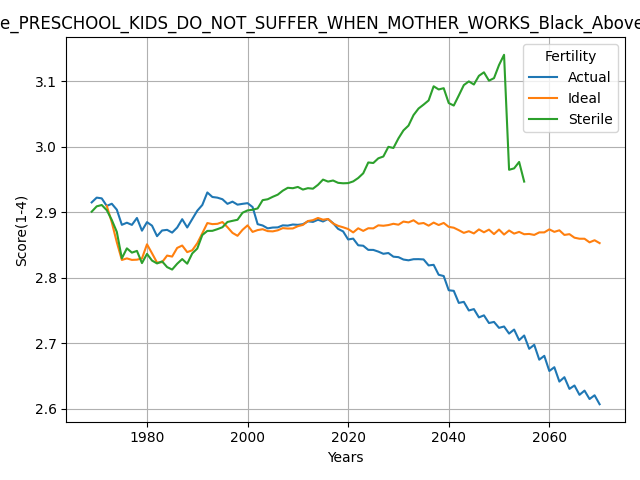 e_PRESCHOOL_KIDS_DO_NOT_SUFFER_WHEN_MOTHER_WORKS_Black_Above
Fertility
Actual
Ideal
Sterile
Score(1-4)
3.1
3.0
2.9
2.8
2.7
2.6
1980 2000 2020 2040 2060
Years